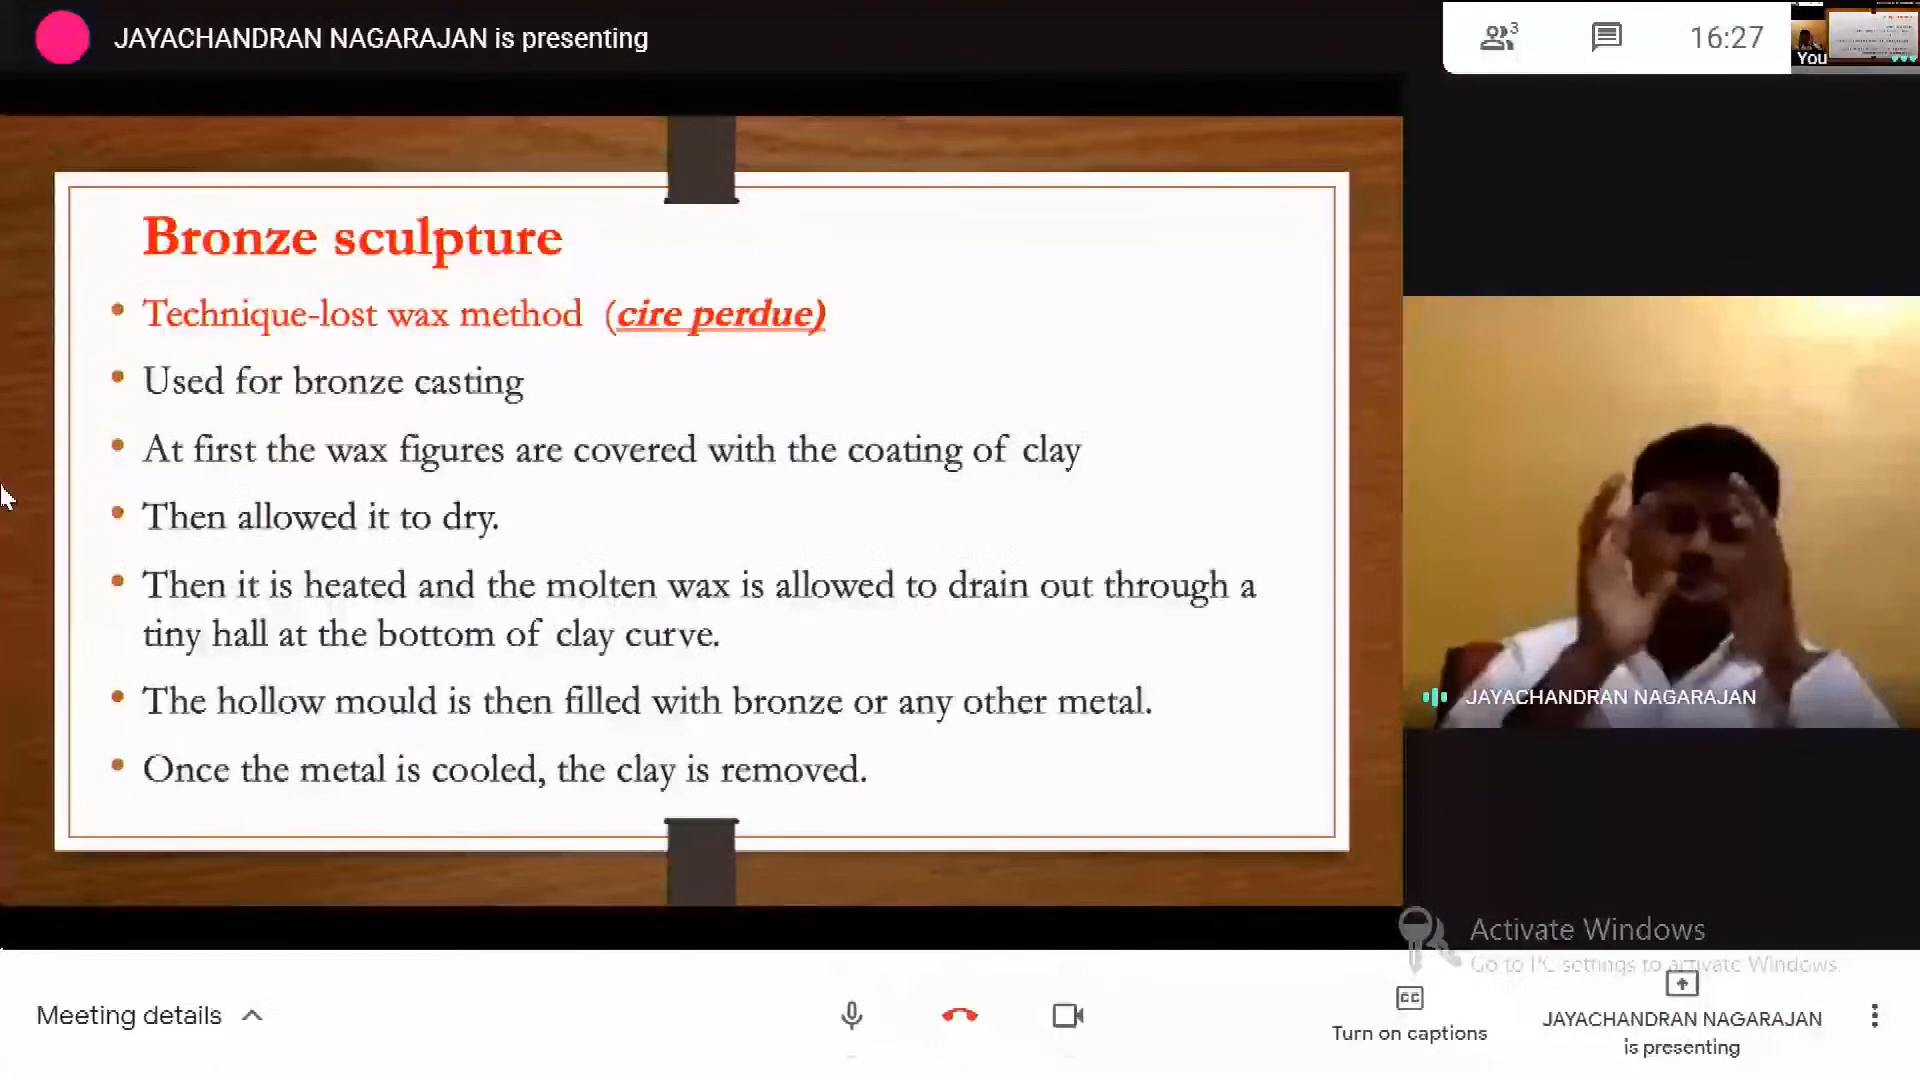 JAYACHANDRAN NAGARAJAN is presenting
3
16:27
You
Bronze sculpture
Technique-lost wax method (cire perdue)
Used for bronze casting
At first the wax figures are covered with the coating of clay
Then allowed it to dry.
Then it is heated and the molten wax is allowed to drain out through a
tiny hall at the bottom of clay curve.
The hollow mould is then filled with bronze or any other metal.
Once the metal is cooled, the clay is removed.
JAYACHANDRAN NAGARAJAN
Activate Windows
Go to PC settings to activate Windows.
Meeting details
CC
Turn on captions
JAYACHANDRAN NAGARAJAN
is presenting